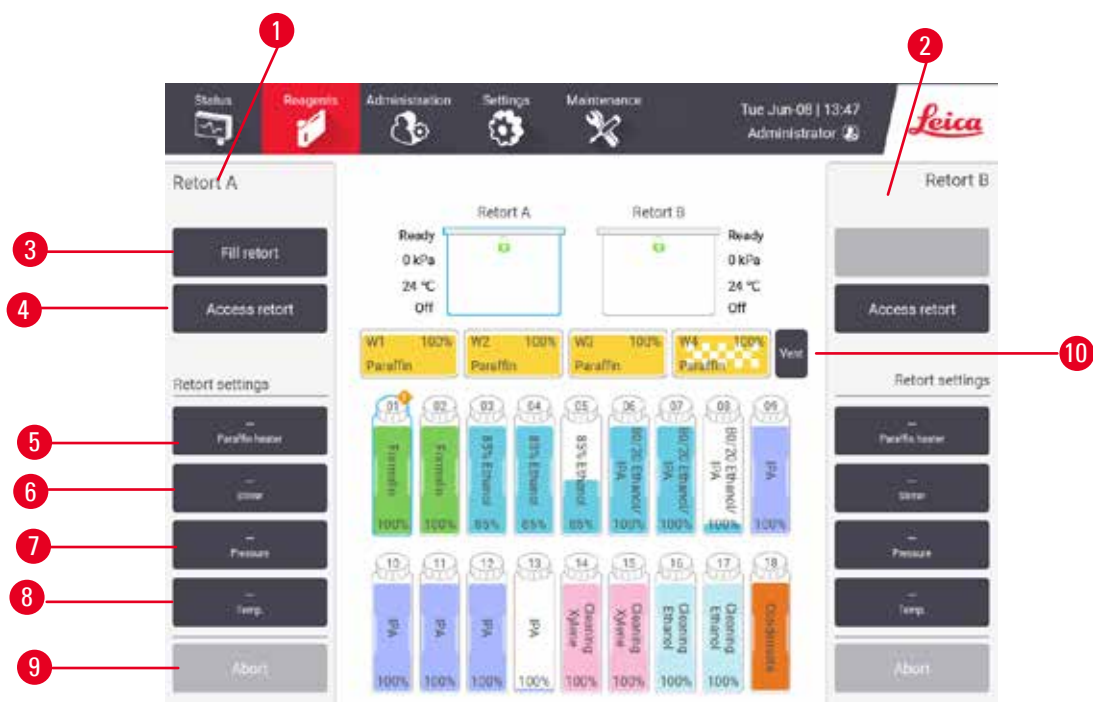 1
2
Status
Reagents
Administration
Settings
Maintenance
Tue Jun-08 | 13:47
Administrator
Leica
Retort A
Retort B
Retort A
Retort B
3
Fill retort
Ready
0 kPa
24 °C
Off
Ready
0 kPa
24 °C
Off
4
Access retort
Access retort
W1 100%
Paraffin
W2 100%
Paraffin
W3 100%
Paraffin
W4 100%
Paraffin
Vent
10
Retort settings
Retort settings
5
Paraffin heater
Paraffin heater
6
Stirrer
Stirrer
7
Pressure
Pressure
8
Temp.
Temp.
9
Abort
Abort
01
02
03
04
05
06
07
08
09
Formalin
Formalin
85% Ethanol
85% Ethanol
85% Ethanol
80/20 Ethanol/
IPA
80/20 Ethanol/
IPA
80/20 Ethanol/
IPA
IPA
100%
100%
85%
85%
85%
100%
100%
100%
100%
10
11
12
13
14
15
16
17
18
IPA
IPA
IPA
IPA
Cleaning
Xylene
Cleaning
Xylene
Cleaning
Ethanol
Cleaning
Ethanol
Condensate
100%
100%
100%
100%
100%
100%
100%
100%